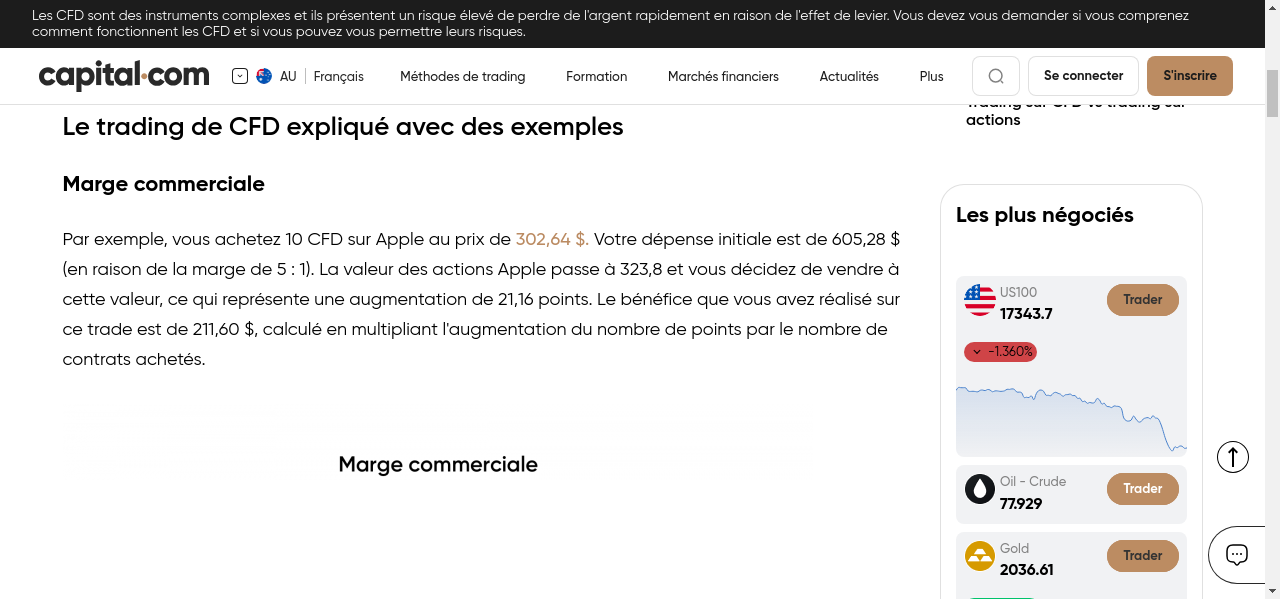 Les CFD sont des instruments complexes et ils présentent un risque élevé de perdre de l'argent rapidement en raison de l'effet de levier. Vous devez vous demander si vous comprenez
comment fonctionnent les CFD et si vous pouvez vous permettre leurs risques.
capital.com
AU
Français
Méthodes de trading
Formation
Marchés financiers
Actualités
Plus
Se connecter
S'inscrire
Trading sur CFD vs trading sur
actions
Le trading de CFD expliqué avec des exemples
Marge commerciale
Par exemple, vous achetez 10 CFD sur Apple au prix de 302,64 $. Votre dépense initiale est de 605,28 $
(en raison de la marge de 5 : 1). La valeur des actions Apple passe à 323,8 et vous décidez de vendre à
cette valeur, ce qui représente une augmentation de 21,16 points. Le bénéfice que vous avez réalisé sur
ce trade est de 211,60 $, calculé en multipliant l'augmentation du nombre de points par le nombre de
contrats achetés.
Marge commerciale
Les plus négociés
US100
17343.7
Trader
-1.360%
Oil - Crude
77.929
Trader
Gold
2036.61
Trader